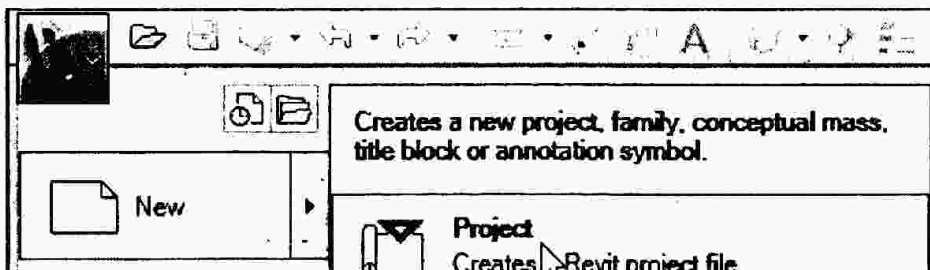 A
Creates a new project, family, conceptual mass,
title block or annotation symbol.
New
Project
Creates Revit project file